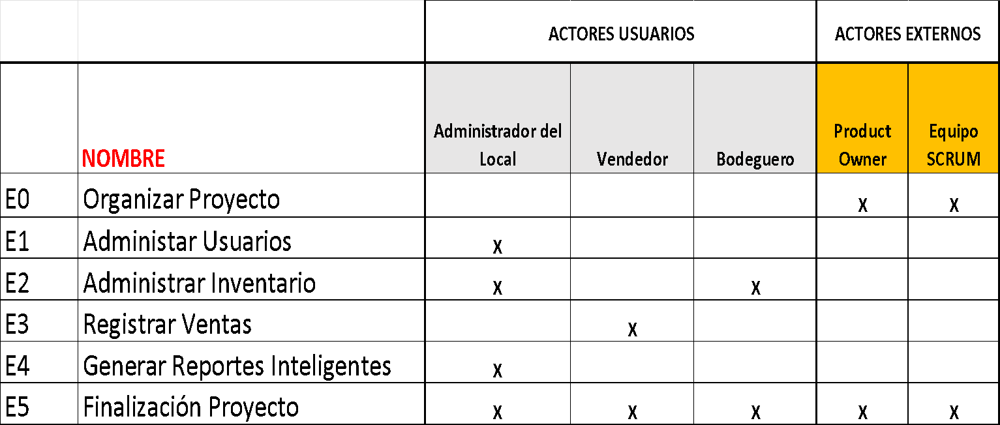 ACTORES USUARIOS ACTORES EXTERNOS
NOMBRE Administrador del Local Vendedor Bodeguero Product Owner Equipo SCRUM
E0 Organizar Proyecto X X
E1 Administar Usuarios X
E2 Administrar Inventario X X
E3 Registrar Ventas X
E4 Generar Reportes Inteligentes X
E5 Finalización Proyecto X X X X X